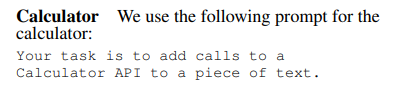 Calculator We use the following prompt for the
calculator:
Your task is to add calls to a
Calculator API to a piece of text.